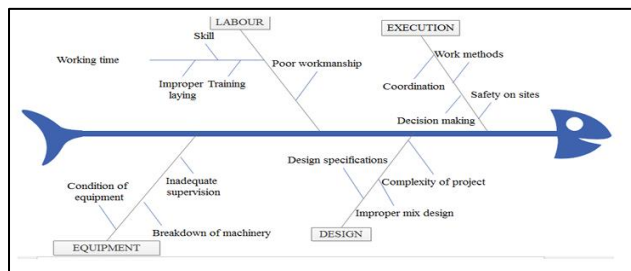 LABOUR
EXECUTION
Skill
Work methods
Working time
Poor workmanship
Improper
laying
Training
Coordination
Safety on sites
Decision making
Design specifications
Inadequate
supervision
Complexity of project
Condition of
equipment
Improper mix design
Breakdown of machinery
DESIGN
EQUIPMENT